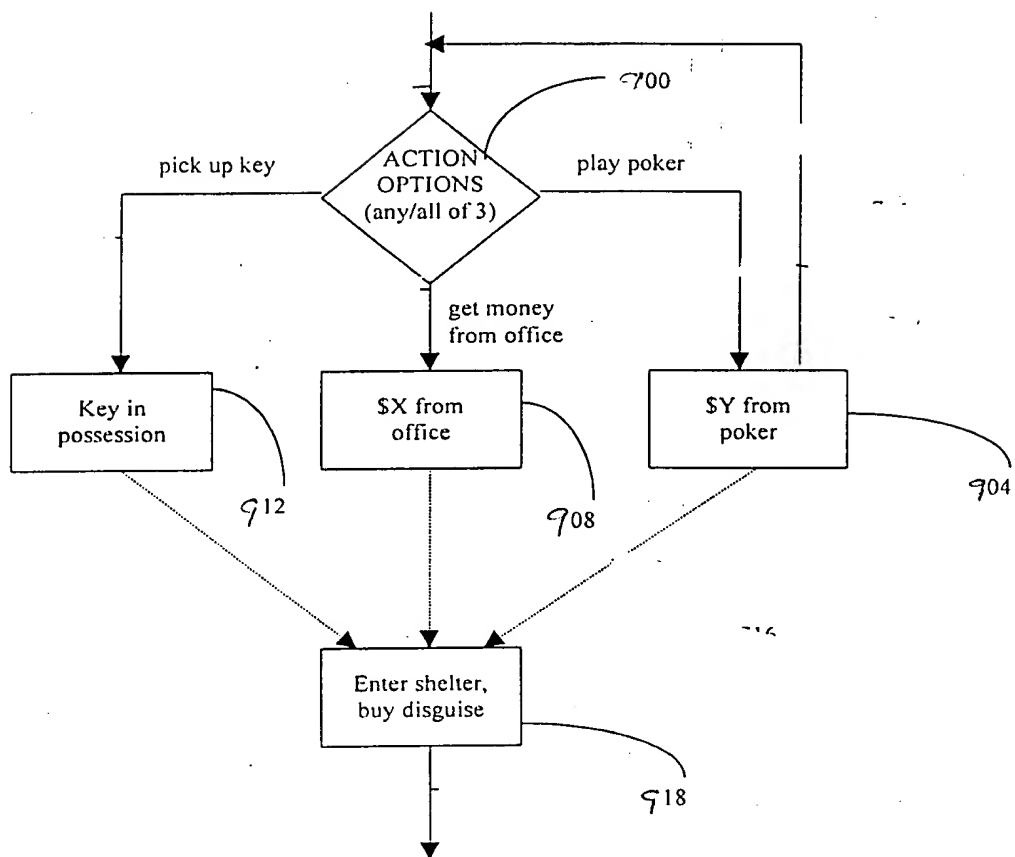 900
ACTION
OPTIONS
(any/all of 3)
pick up key
play poker
get money
from office
Key in
possession
$X from
office
$Y from
poker
912
908
904
Enter shelter,
buy disguise
918